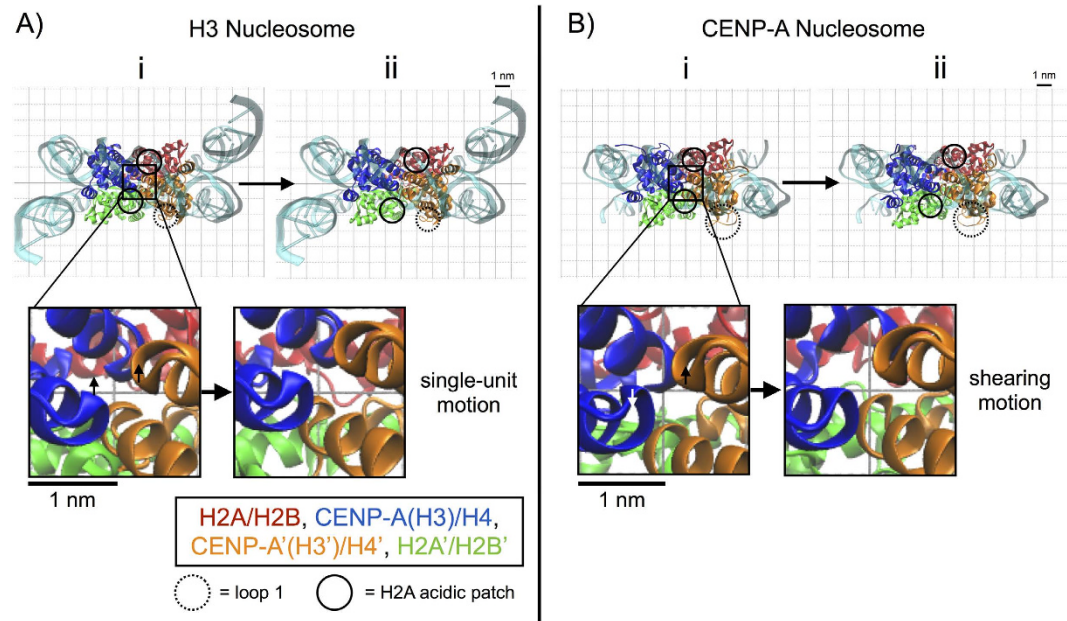 A)
H3 Nucleosome
i
ii
1 nm
single-unit
motion
1 nm
B)
CENP-A Nucleosome
i
ii
1 nm
shearing
motion
1 nm
H2A/H2B, CENP-A(H3)/H4,
CENP-A’(H3’)/H4’, H2A’/H2B’
= loop 1
= H2A acidic patch